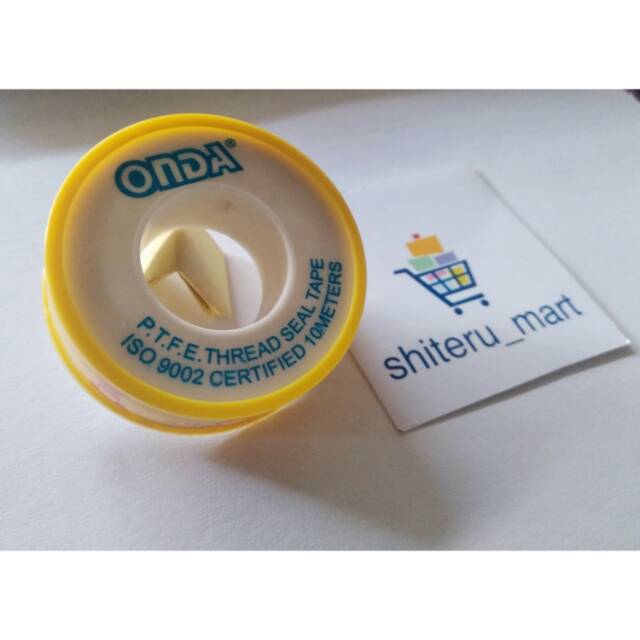 ONDA®
P.T.F.E. THREAD SEAL TAPE
ISO 9002 CERTIFIED 10METERS
shiteru_mart